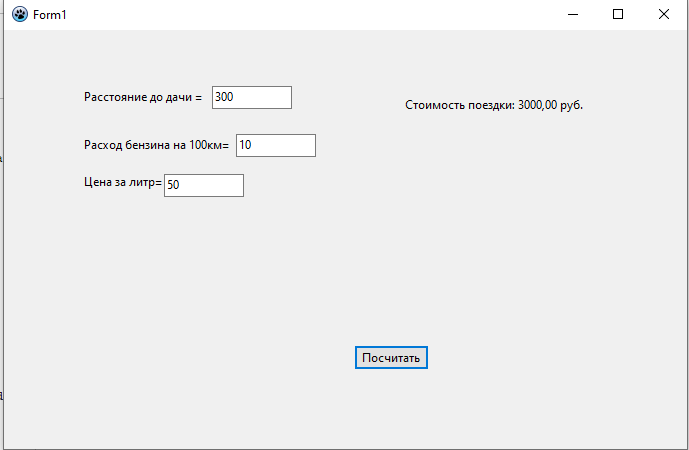 Form1
Расстояние до дачи = 300
Стоимость поездки: 3000,00 руб.
Расход бензина на 100км= 10
Цена за литр= 50
Посчитать